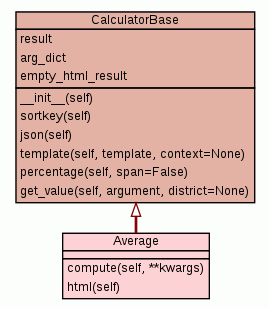 CalculatorBase
result
arg_dict
empty_html_result
__init__(self)
sortkey(self)
json(self)
template(self, template, context=None)
percentage(self, span=False)
get_value(self, argument, district=None)
Average
compute(self, **kwargs)
html(self)